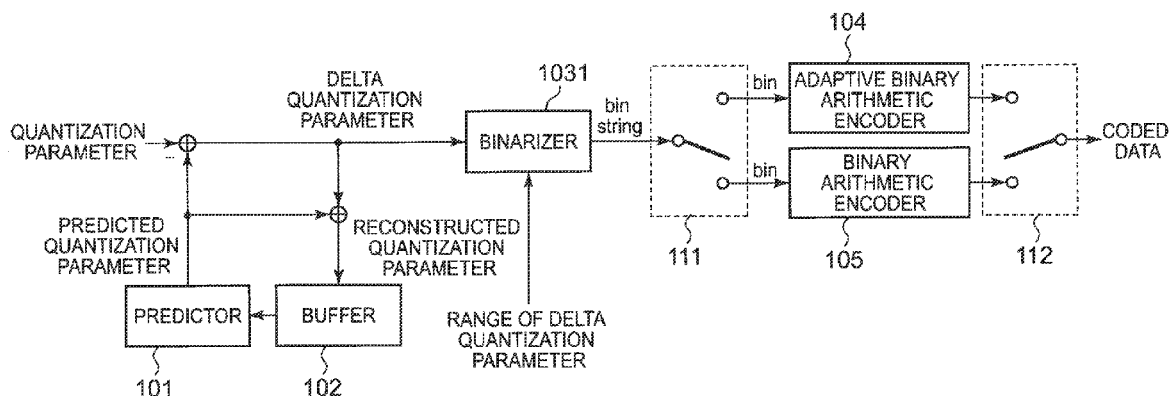 QUANTIZATION
PARAMETER
DELTA
QUANTIZATION
PARAMETER
1031
BINARIZER
bin
string
bin
bin
104
ADAPTIVE BINARY
ARITHMETIC
ENCODER
BINARY
ARITHMETIC
ENCODER
105
111
112
CODED
DATA
PREDICTED
QUANTIZATION
PARAMETER
RECONSTRUCTED
QUANTIZATION
PARAMETER
PREDICTOR
101
BUFFER
102
RANGE OF DELTA
QUANTIZATION
PARAMETER